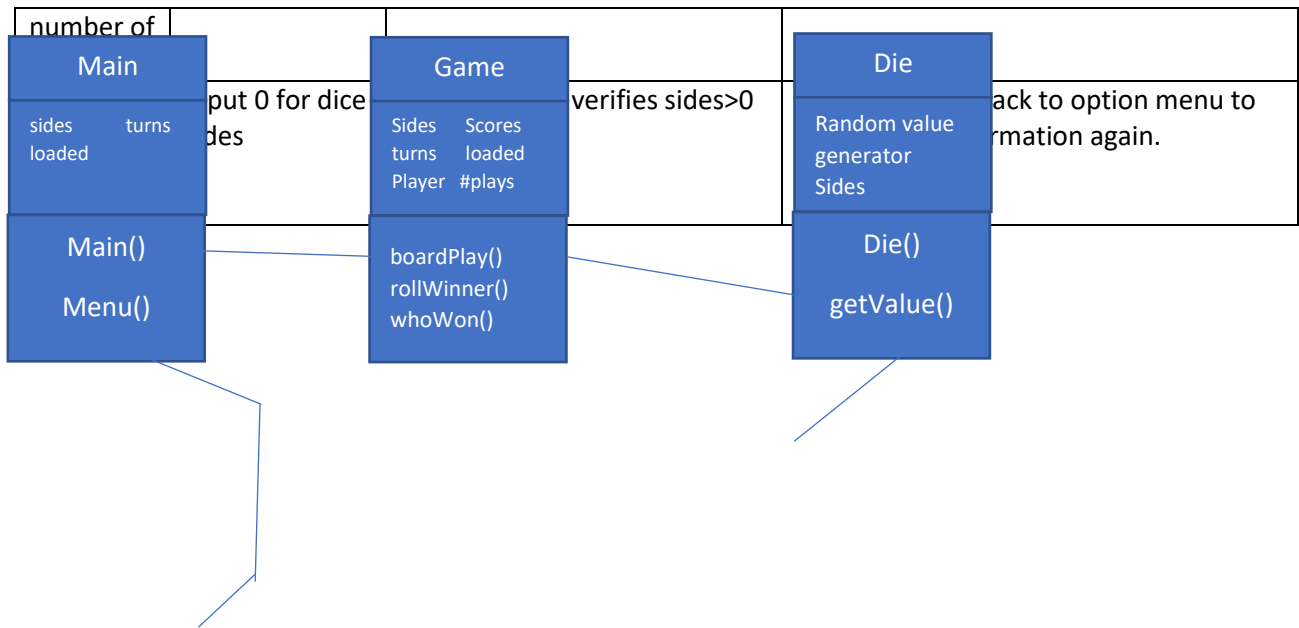 number of
put 0 for dice
des
verifies sides>0
ack to option menu to
rmation again.
Main
sides turns
loaded
Main()
Menu()
Game
Sides Scores
turns loaded
Player #plays
boardPlay()
rollWinner()
whoWon()
Die
Random value
generator
Sides
Die()
getValue()